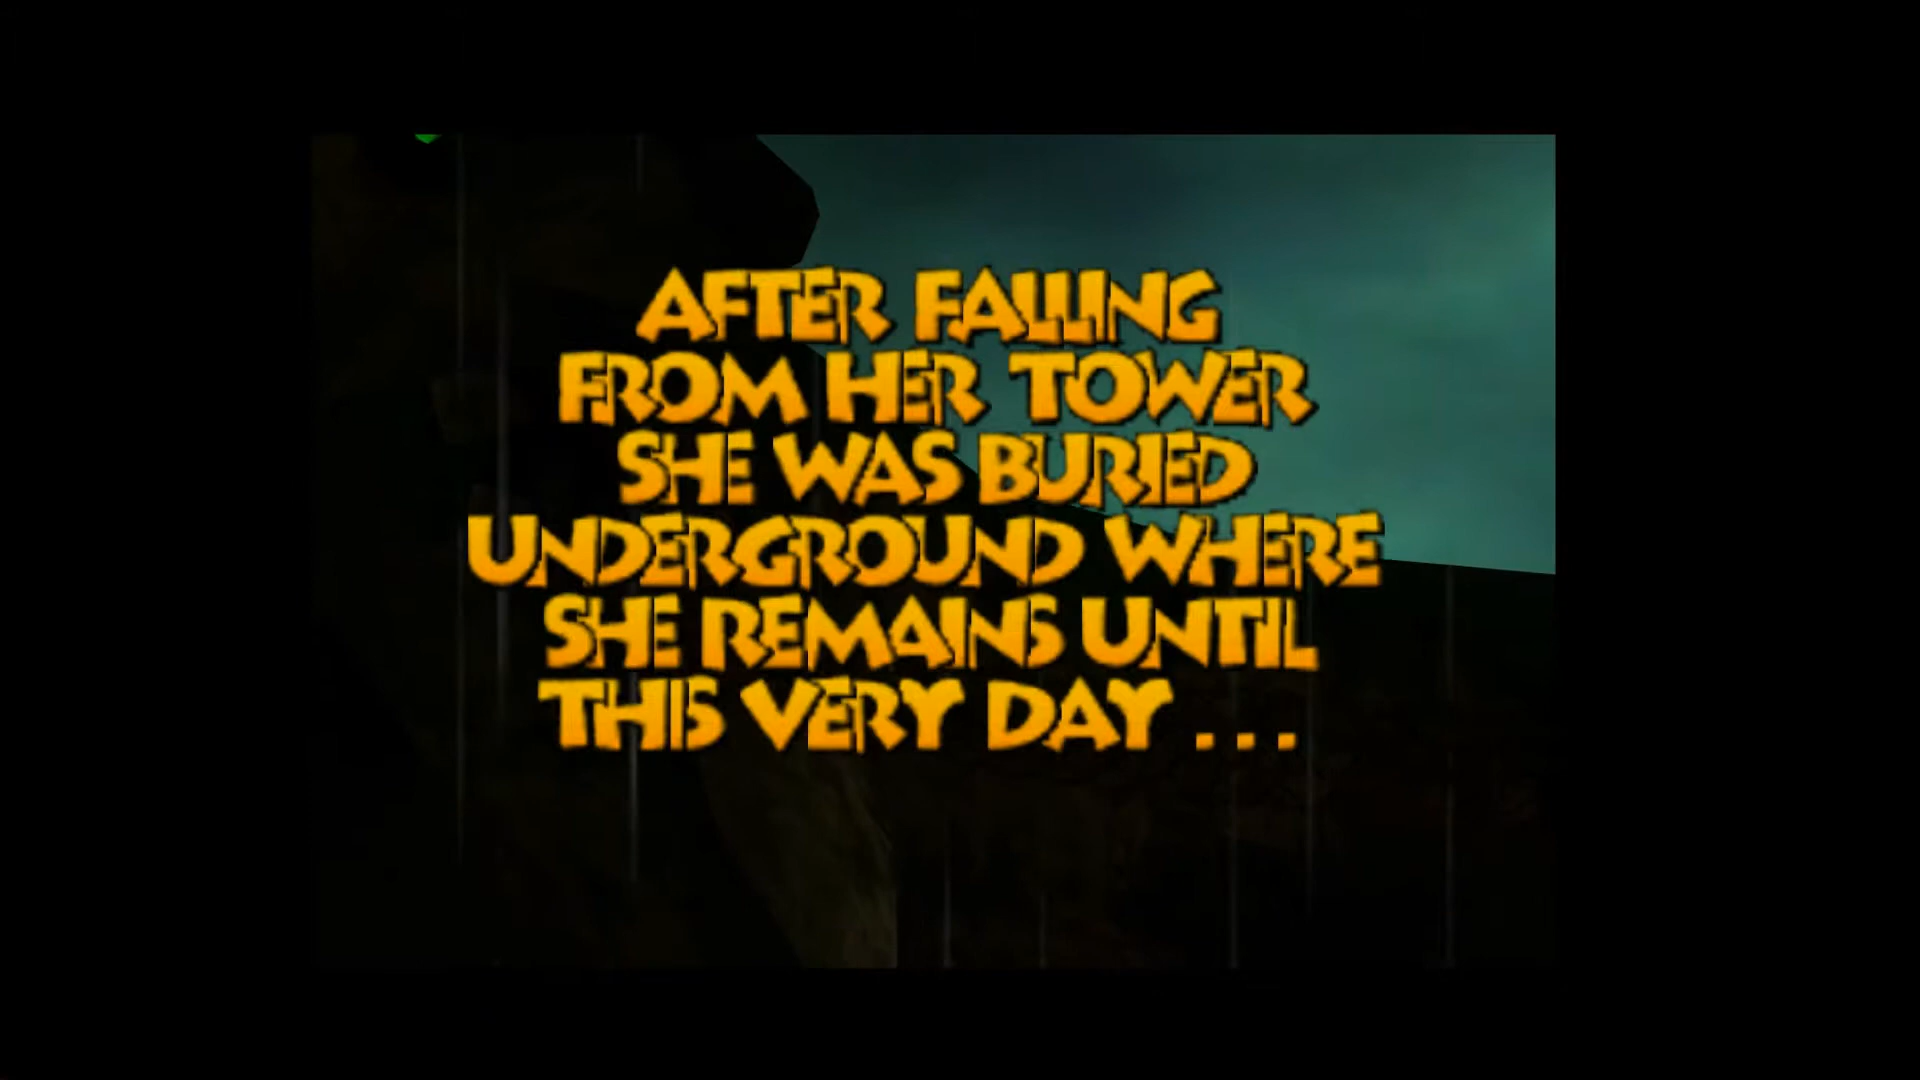 AFTER FALLING
FROM HER TOWER
SHE WAS BURIED
UNDERGROUND WHERE
SHE REMAINS UNTIL
THIS VERY DAY ...